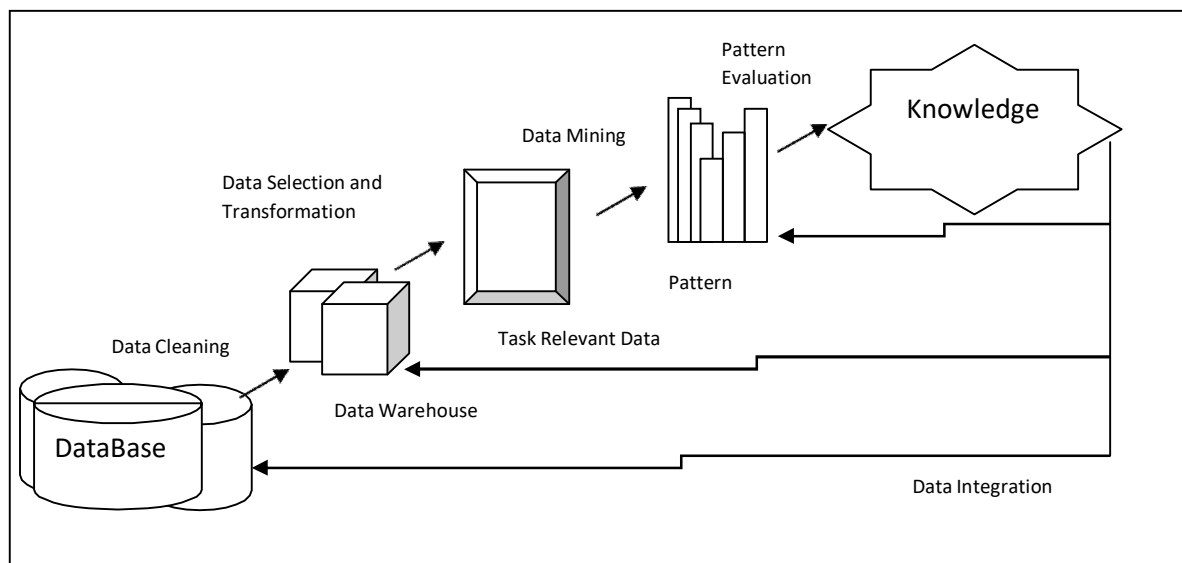 Pattern
Evaluation
Knowledge
Data Mining
Data Selection and
Transformation
Pattern
Task Relevant Data
Data Cleaning
Data Warehouse
DataBase
Data Integration